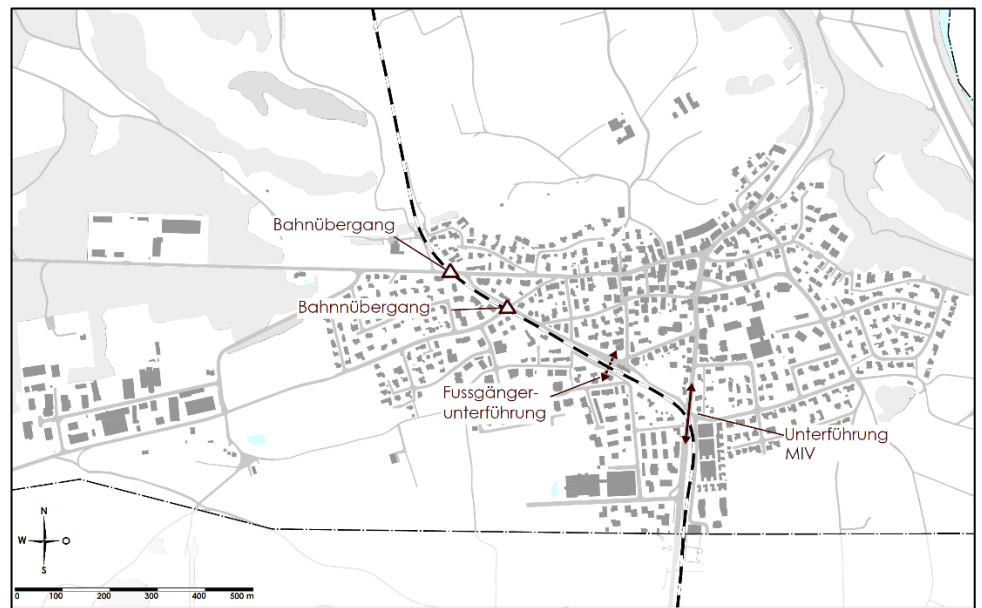 Bahnübergang
Bahnnübergang
Fussgänger-
unterführung
Unterführung
MIV
N
W O
S
0 100 200 300 400 500 m